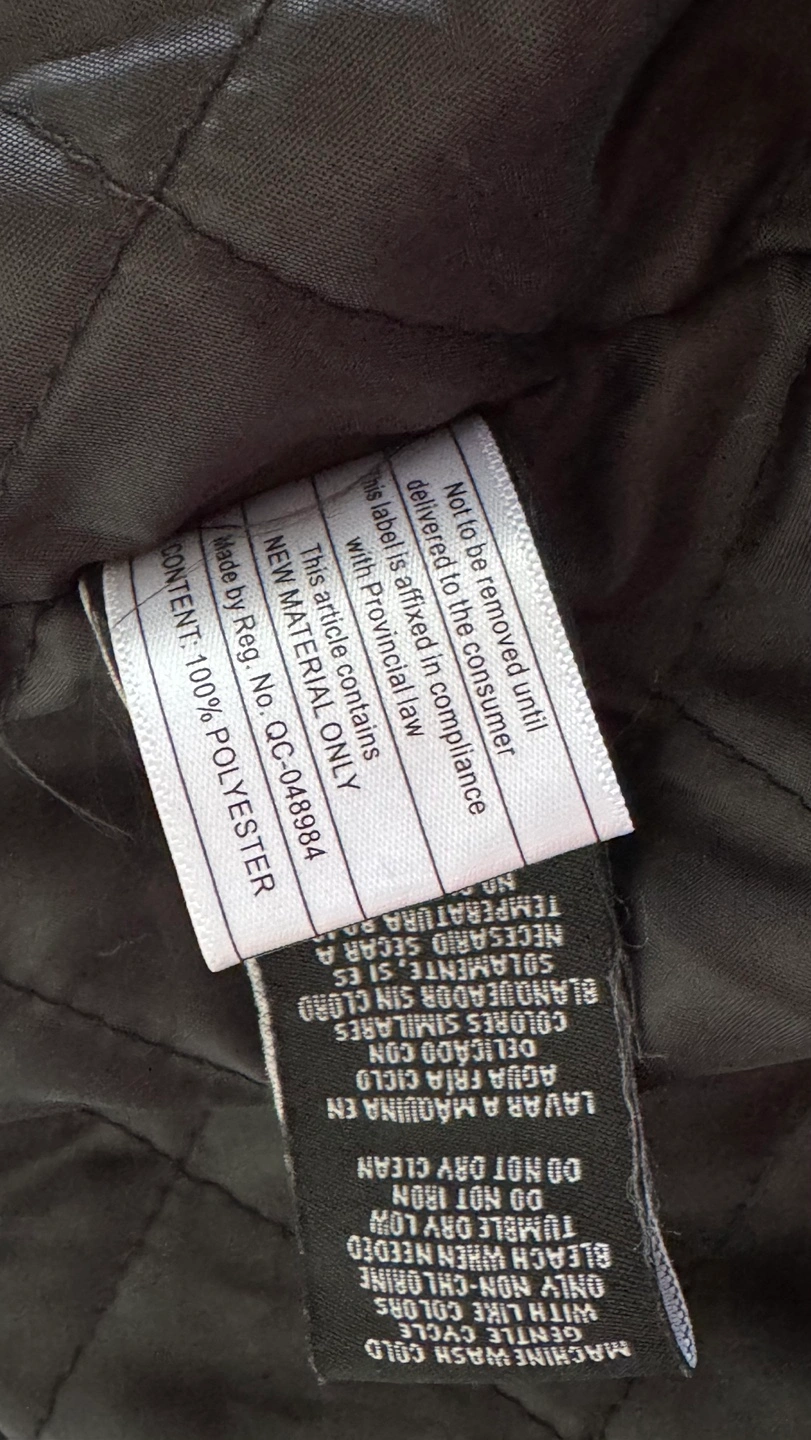 Not to be removed until
delivered to the consumer
This label is affixed in compliance
with Provincial law
This article contains
NEW MATERIAL ONLY
Made by Reg. No. QC-048984
CONTENT: 100% POLYESTER
MACHINE WASH COLD
GENTLE CYCLE
WITH LIKE COLORS
ONLY NON-CHLORINE
BLEACH WHEN NEEDED
TUMBLE DRY LOW
DO NOT IRON
DO NOT DRY CLEAN
LAVAR A MÁQUINA EN
AGUA FRÍA CICLO
DELICADO CON
COLORES SIMILARES
BLANQUEADOR SIN CLORO
SOLAMENTE, SI ES
NECESARIO SECAR A
TEMPERATURA
NO